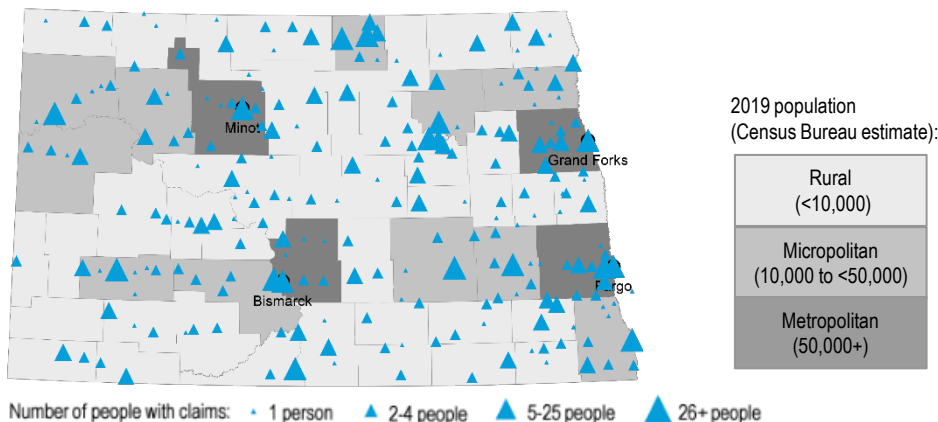 Minot
Grand Forks
Fargo
Bismarck
2019 population
(Census Bureau estimate):
Rural
(<10,000)
Micropolitan
(10,000 to <50,000)
Metropolitan
(50,000+)
Number of people with claims: 1 person 2-4 people 5-25 people 26+ people